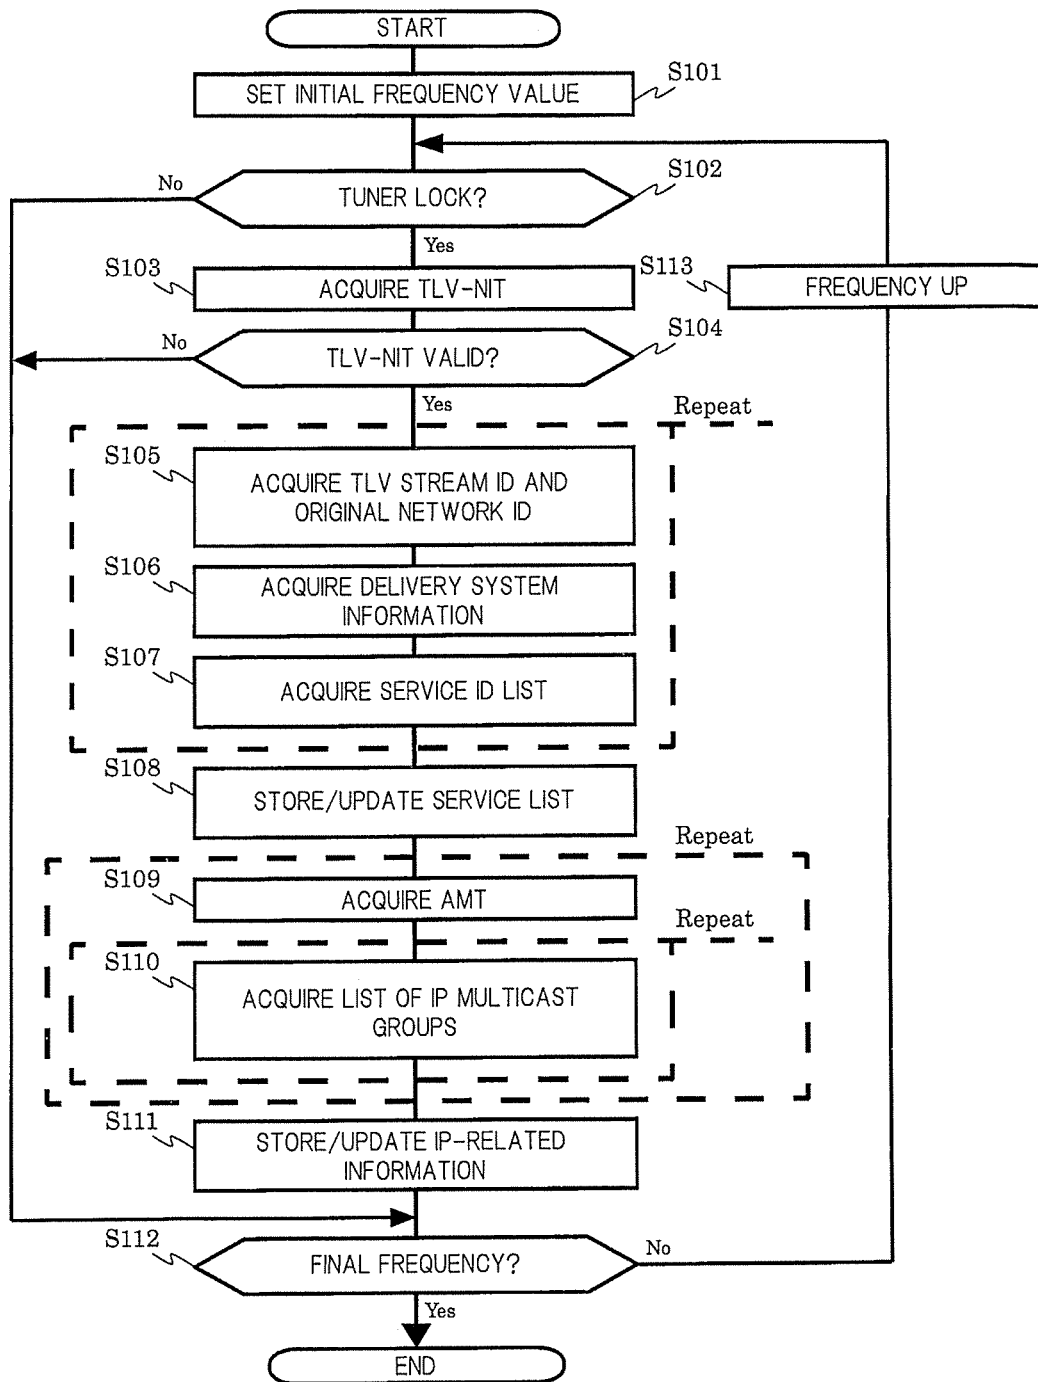 START
SET INITIAL FREQUENCY VALUE
S101
No
TUNER LOCK?
S102
Yes
S103
ACQUIRE TLV-NIT
S113
FREQUENCY UP
No
TLV-NIT VALID?
S104
Yes
Repeat
S105
ACQUIRE TLV STREAM ID AND
ORIGINAL NETWORK ID
S106
ACQUIRE DELIVERY SYSTEM
INFORMATION
S107
ACQUIRE SERVICE ID LIST
S108
STORE/UPDATE SERVICE LIST
Repeat
S109
ACQUIRE AMT
Repeat
S110
ACQUIRE LIST OF IP MULTICAST
GROUPS
S111
STORE/UPDATE IP-RELATED
INFORMATION
S112
FINAL FREQUENCY?
No
Yes
END